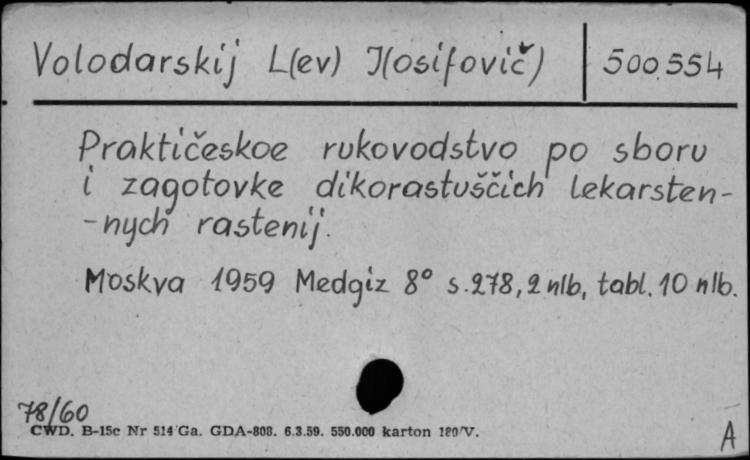 Volodarskij L(ev) J(osifovič) 500554
Praktičeskoe rukovodstvo po sboru
i zagotovke dikorastuščich lekarsten-
-nych rastenij.
Moskva 1959 Medgiz 8° s.278, 2 nlb, tabl. 10 nlb.
78/60
CWD. B-15c Nr 514 Ga. GDA-808. 6.3.59. 550.000 karton 180/V.
A